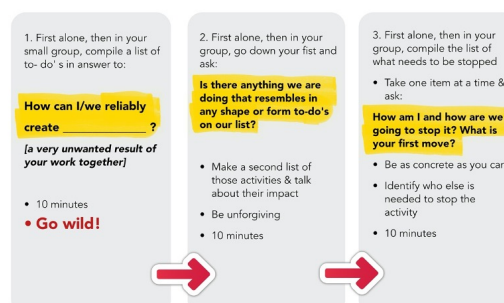 1. First alone, then in your
small group, compile a list of
to- do' s in answer to:
How can I/we reliably
create ____________ ?
[a very unwanted result of
your work together]
• 10 minutes
• Go wild!
2. First alone, then in your
group, go down your fist and
ask:
Is there anything we are
doing that resembles in
any shape or form to-do's
on our list?
• Make a second list of
those activities & talk
about their impact
• Be unforgiving
• 10 minutes
3. First alone, then in your
group, compile the list of
what needs to be stopped
• Take one item at a time &
ask:
How am I and how are we
going to stop it? What is
your first move?
• Be as concrete as you can
• Identify who else is
needed to stop the
activity
• 10 minutes